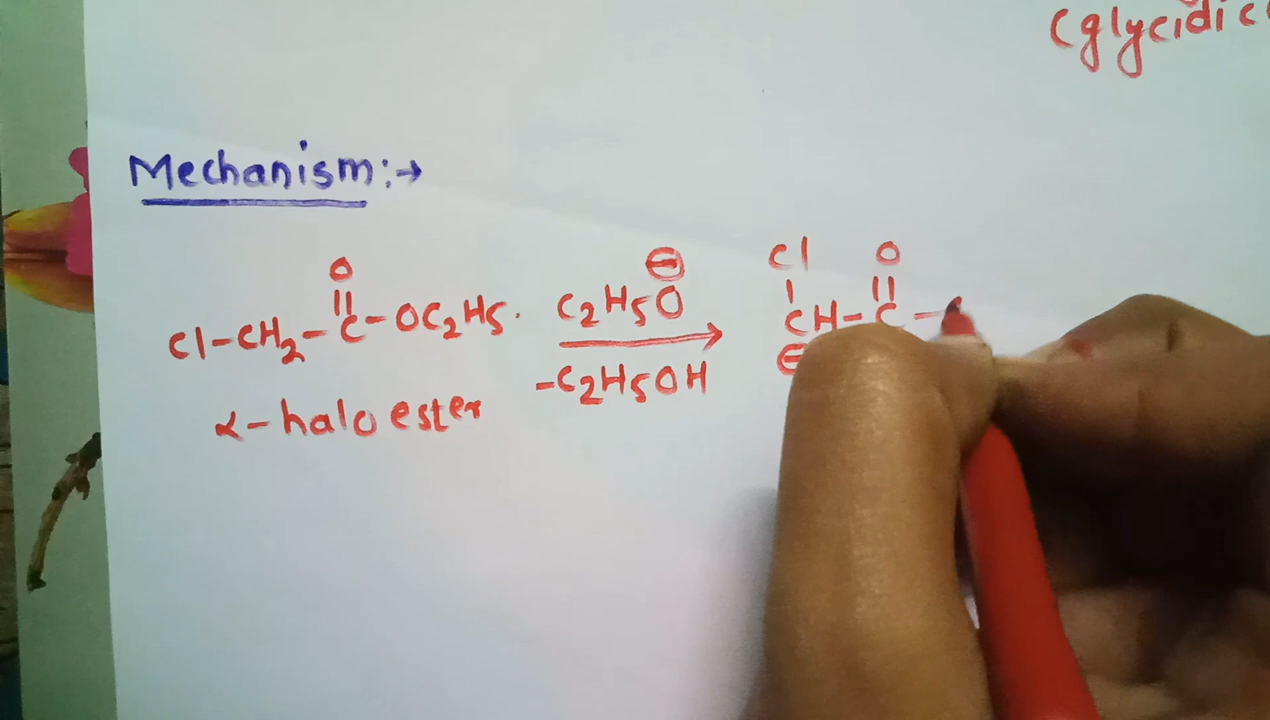 (glycidic
Mechanism:→
O Cl O
|| C₂H₅O⊖ | ||
Cl-CH₂-C-OC₂H₅. → CH-C-
-C₂H₅OH ⊖
α-halo ester